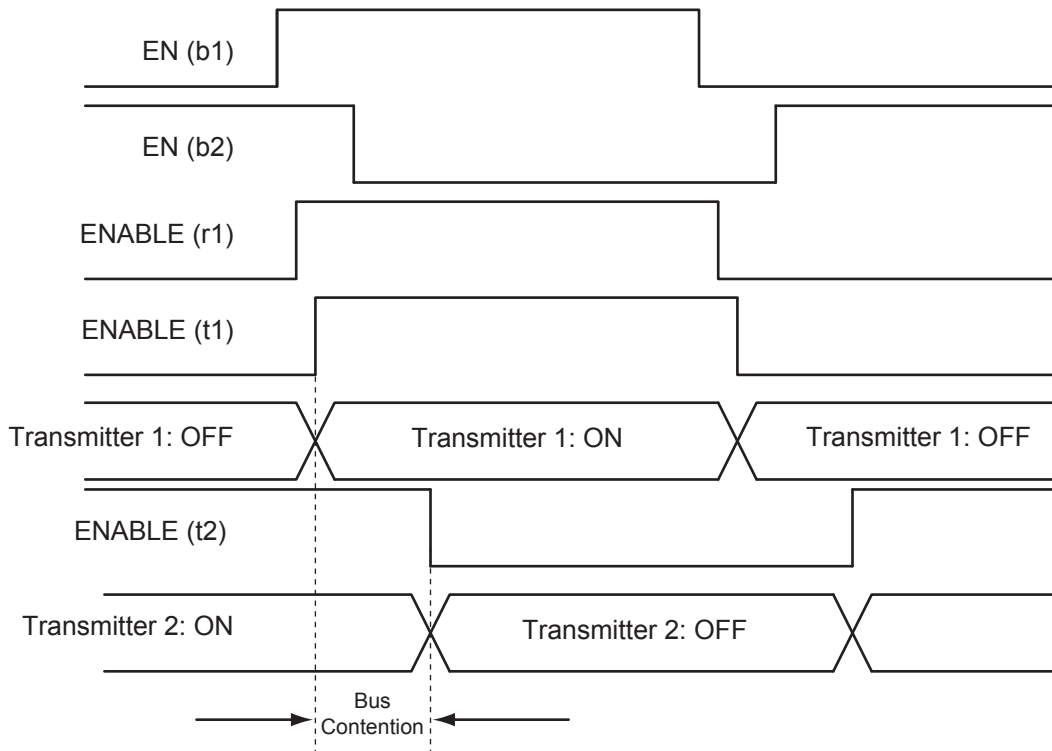 EN (b1)
EN (b2)
ENABLE (r1)
ENABLE (t1)
Transmitter 1: OFF
Transmitter 1: ON
Transmitter 1: OFF
ENABLE (t2)
Transmitter 2: ON
Transmitter 2: OFF
Bus
Contention